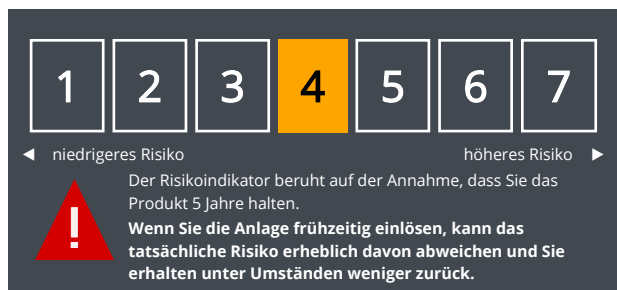 1 2 3 4 5 6 7
◀ niedrigeres Risiko höheres Risiko ▶
Der Risikoindikator beruht auf der Annahme, dass Sie das
Produkt 5 Jahre halten.
Wenn Sie die Anlage frühzeitig einlösen, kann das
tatsächliche Risiko erheblich davon abweichen und Sie
erhalten unter Umständen weniger zurück.
!